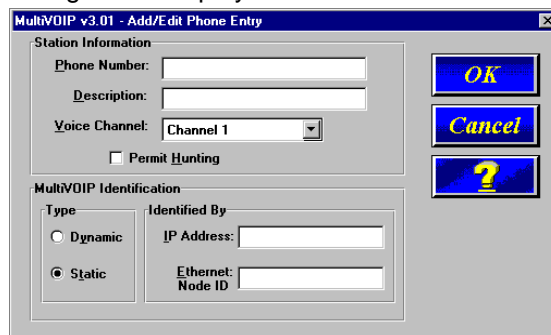 MultiVOIP v3.01 - Add/Edit Phone Entry
Station Information
Phone Number:
Description:
Voice Channel: Channel 1
Permit Hunting
OK
Cancel
?
MultiVOIP Identification
Type
Dynamic
Static
Identified By
IP Address:
Ethernet:
Node ID